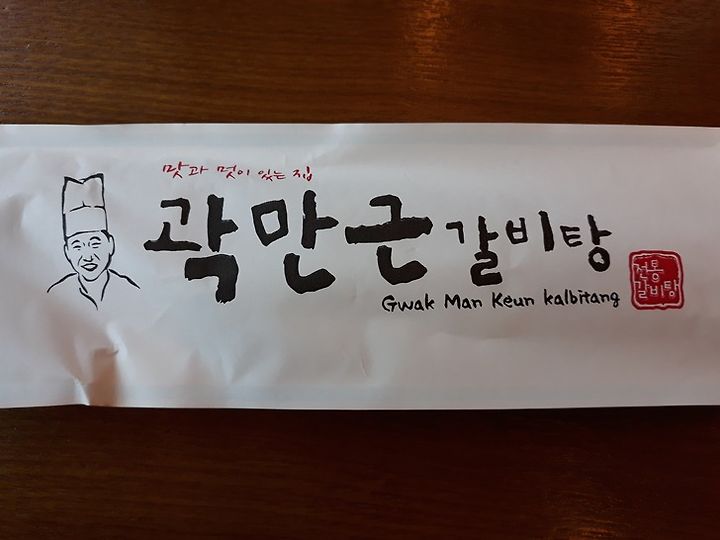 맛과 멋이 있는 집
곽만근 갈비탕
Gwak Man Keun kalbitang
전통
갈비탕